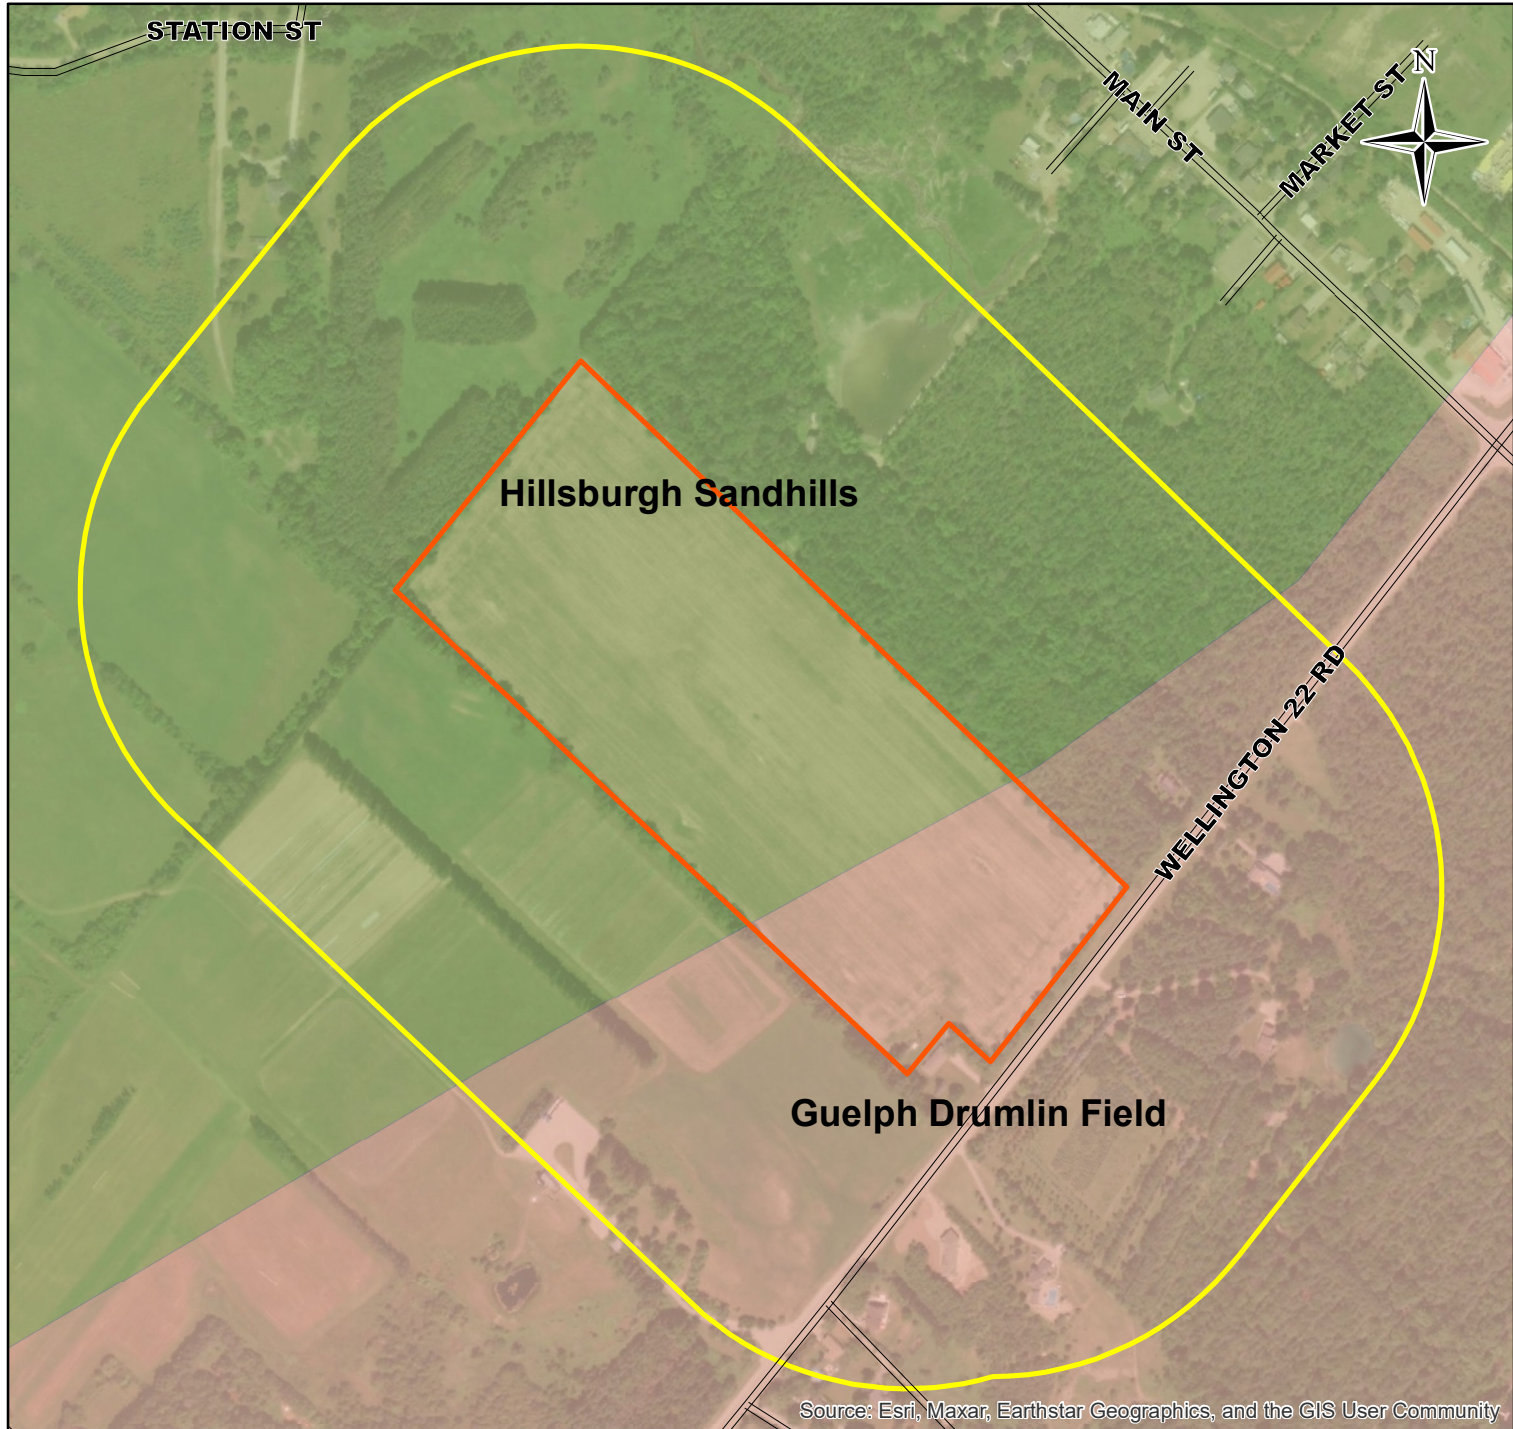 STATION ST
MAIN ST
MARKET ST
N
Hillsburgh Sandhills
WELLINGTON 22 RD
Guelph Drumlin Field
Source: Esri, Maxar, Earthstar Geographics, and the GIS User Community